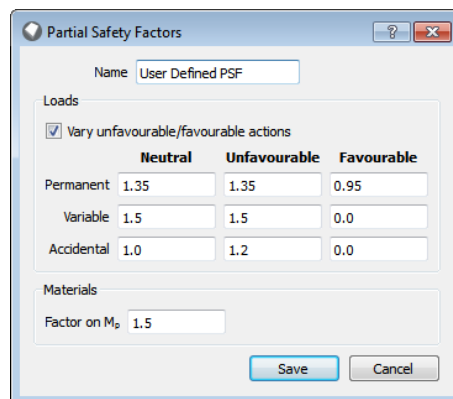 Partial Safety Factors
Name User Defined PSF
Loads
Vary unfavourable/favourable actions
Neutral Unfavourable Favourable
Permanent 1.35 1.35 0.95
Variable 1.5 1.5 0.0
Accidental 1.0 1.2 0.0
Materials
Factor on Mₚ 1.5
Save Cancel